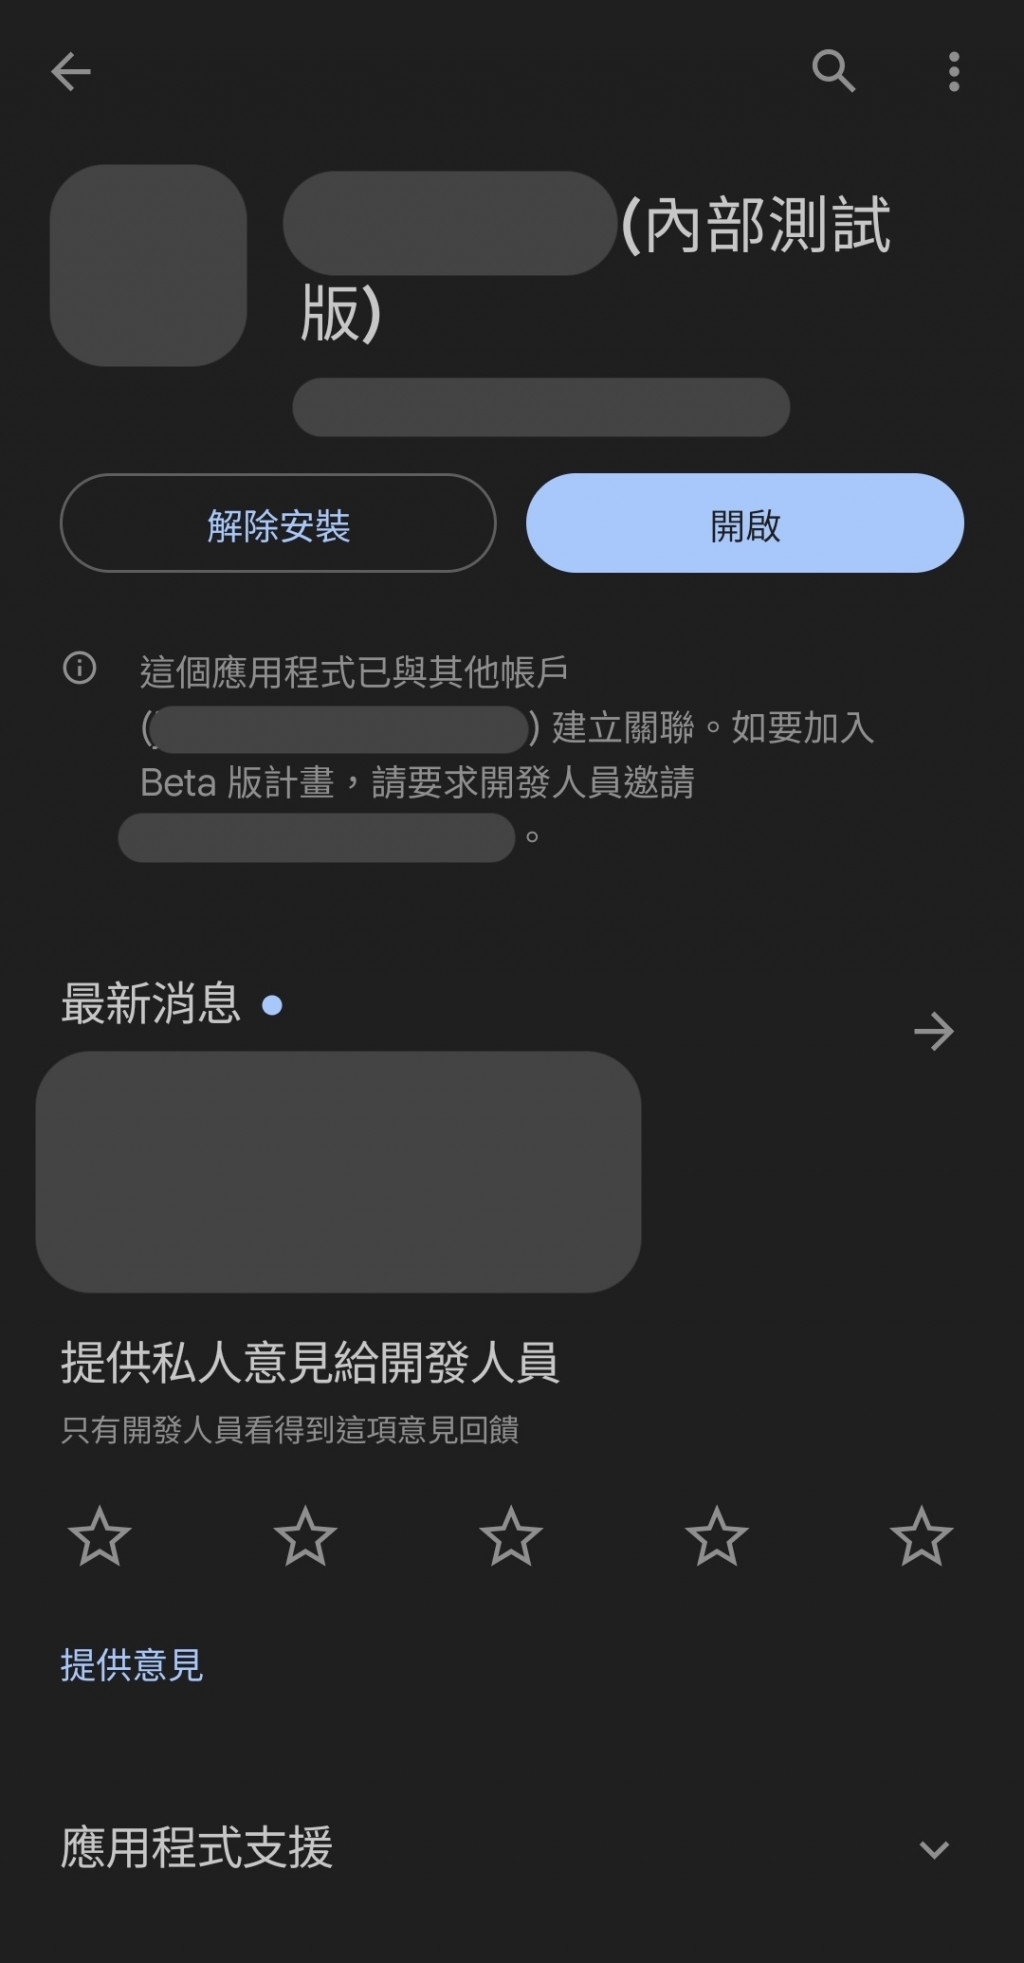 (內部測試
版)
解除安裝
開啟
這個應用程式已與其他帳戶
( ) 建立關聯。如要加入
Beta 版計畫，請要求開發人員邀請
。
最新消息
提供私人意見給開發人員
只有開發人員看得到這項意見回饋
提供意見
應用程式支援